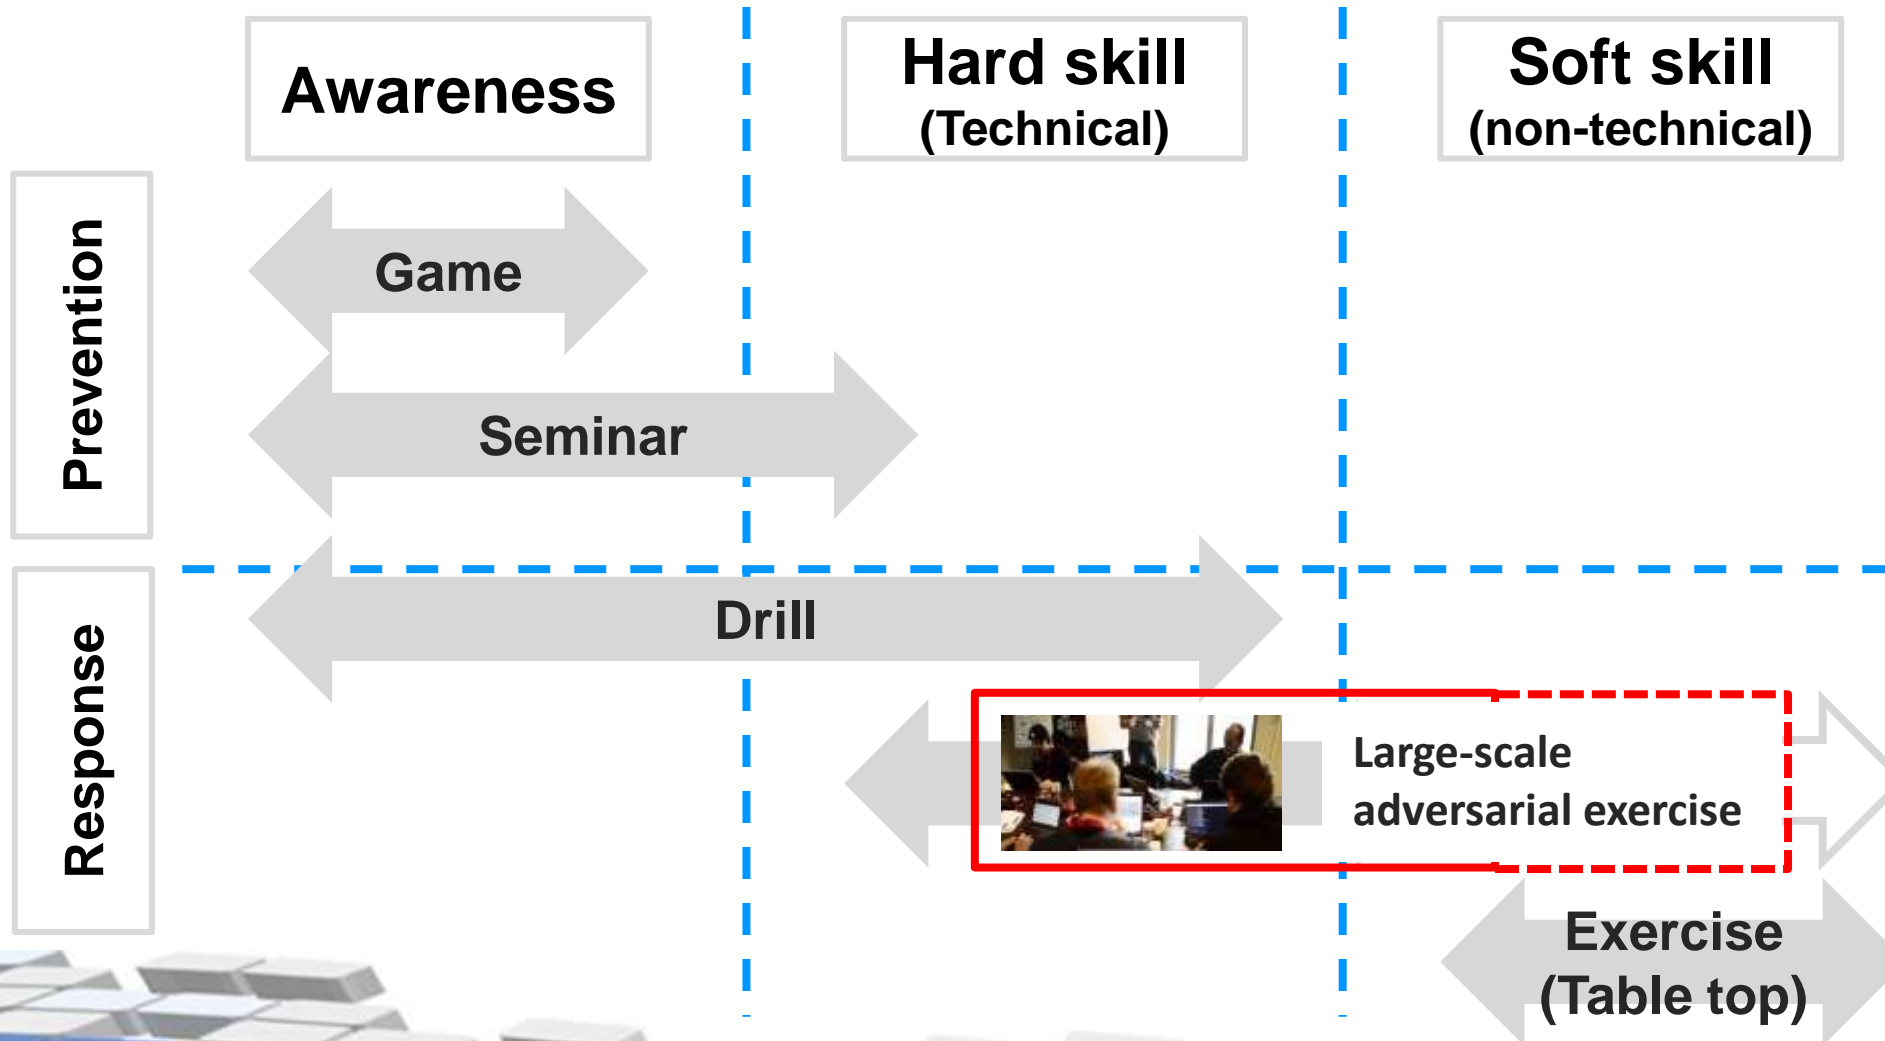 Awareness
Hard skill
(Technical)
Soft skill
(non-technical)
Prevention
Game
Seminar
Response
Drill
Large-scale
adversarial exercise
Exercise
(Table top)